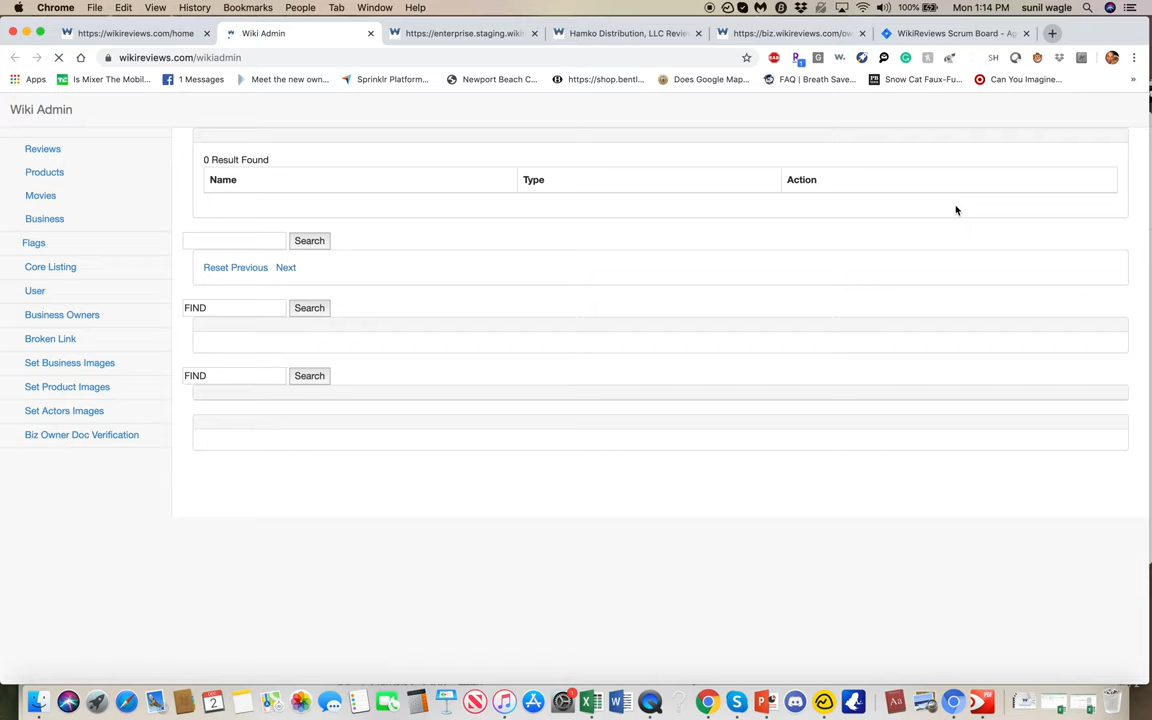 Chrome File Edit View History Bookmarks People Tab Window Help 100% Mon 1:14 PM sunil wagle
https://wikireviews.com/home Wiki Admin https://enterprise.staging.wiki Hamko Distribution, LLC Revie https://biz.wikireviews.com/ov WikiReviews Scrum Board - Ag
wikireviews.com/wikiadmin SH
Apps Is Mixer The Mobil... 1 Messages Meet the new own... Sprinklr Platform... Newport Beach C... https://shop.bentl... Does Google Map... FAQ | Breath Save... Snow Cat Faux-Fu... Can You Imagine... »
Wiki Admin
Reviews
Products
Movies
Business
Flags
Core Listing
User
Business Owners
Broken Link
Set Business Images
Set Product Images
Set Actors Images
Biz Owner Doc Verification
0 Result Found
Name Type Action
Search
Reset Previous Next
FIND Search
FIND Search